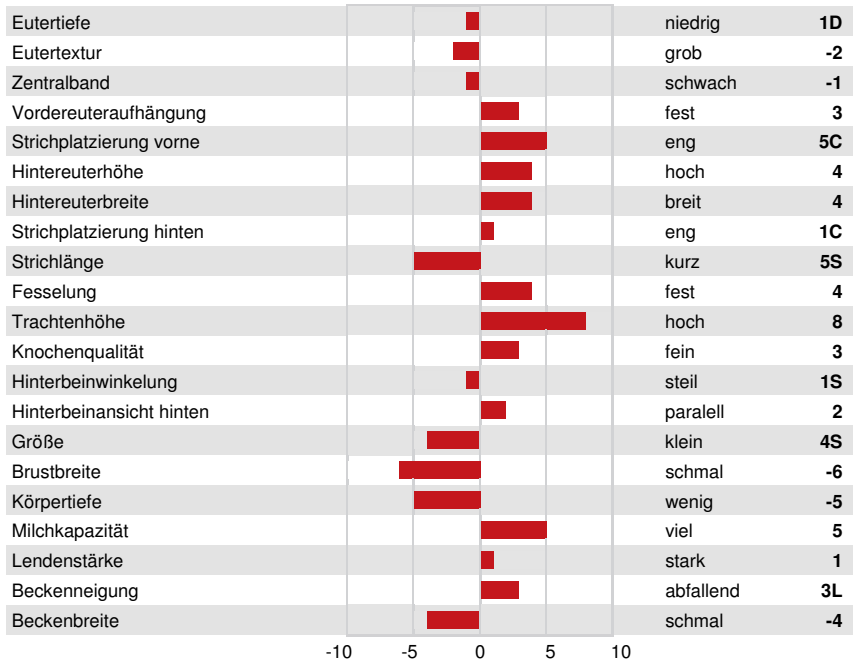 Eutertiefe niedrig 1D
Eutertextur grob -2
Zentralband schwach -1
Vordereuteraufhängung fest 3
Strichplatzierung vorne eng 5C
Hintereuterhöhe hoch 4
Hintereuterbreite breit 4
Strichplatzierung hinten eng 1C
Strichlänge kurz 5S
Fesselung fest 4
Trachtenhöhe hoch 8
Knochenqualität fein 3
Hinterbeinwinkelung steil 1S
Hinterbeinansicht hinten paralell 2
Größe klein 4S
Brustbreite schmal -6
Körpertiefe wenig -5
Milchkapazität viel 5
Lendenstärke stark 1
Beckenneigung abfallend 3L
Beckenbreite schmal -4
-10 -5 0 5 10